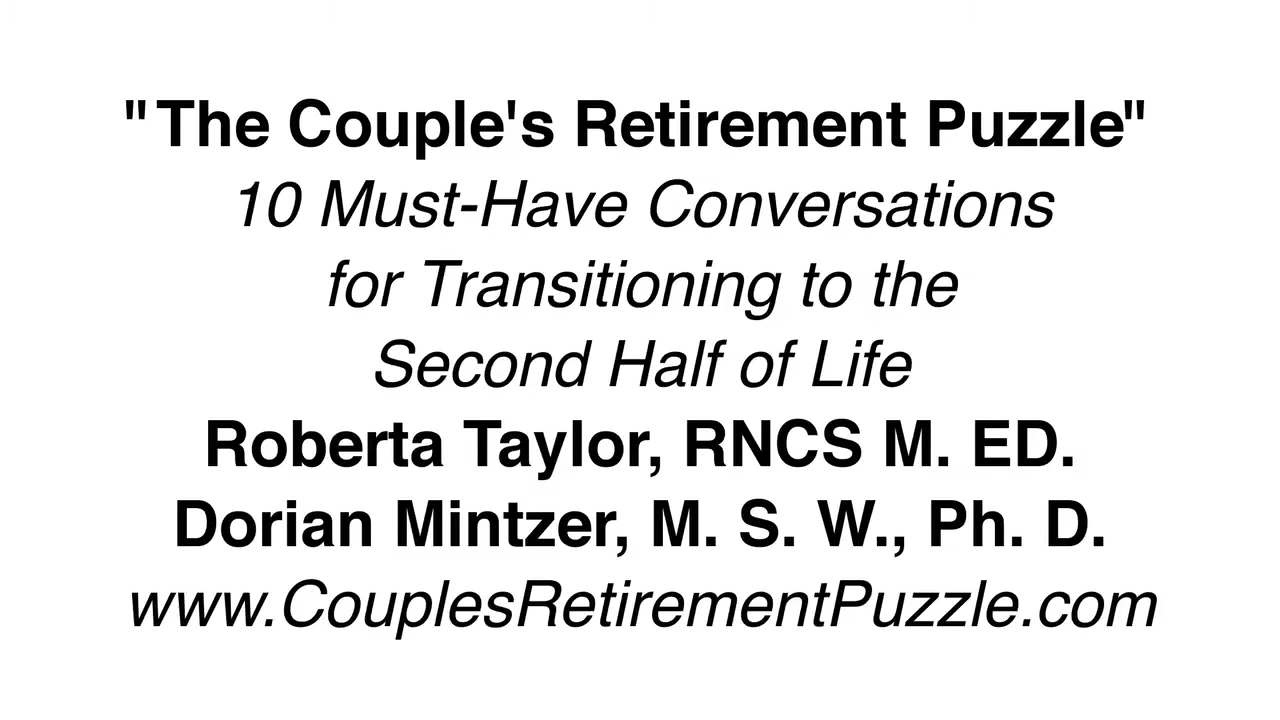 "The Couple's Retirement Puzzle"
10 Must-Have Conversations
for Transitioning to the
Second Half of Life
Roberta Taylor, RNCS M. ED.
Dorian Mintzer, M. S. W., Ph. D.
www.CouplesRetirementPuzzle.com